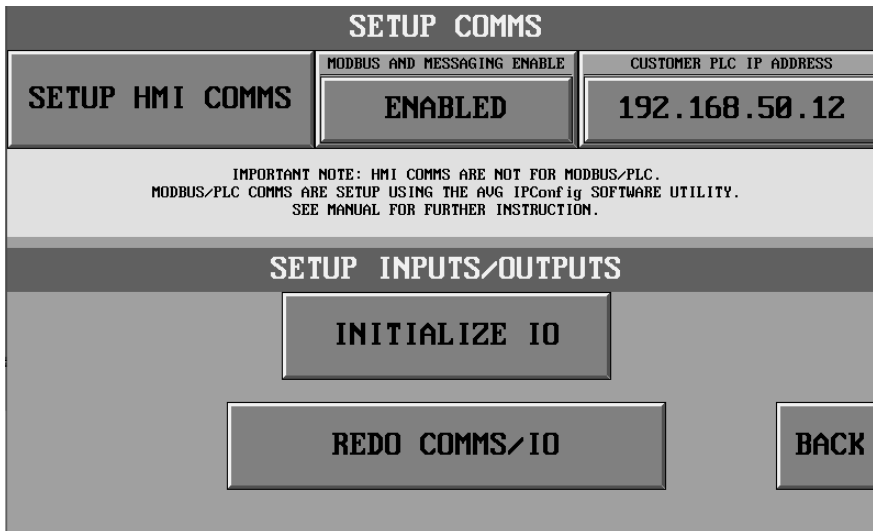 SETUP COMMS
MODBUS AND MESSAGING ENABLE
CUSTOMER PLC IP ADDRESS
SETUP HMI COMMS
ENABLED
192.168.50.12
IMPORTANT NOTE: HMI COMMS ARE NOT FOR MODBUS/PLC.
MODBUS/PLC COMMS ARE SETUP USING THE AVG IPConfig SOFTWARE UTILITY.
SEE MANUAL FOR FURTHER INSTRUCTION.
SETUP INPUTS/OUTPUTS
INITIALIZE IO
REDO COMMS/IO
BACK